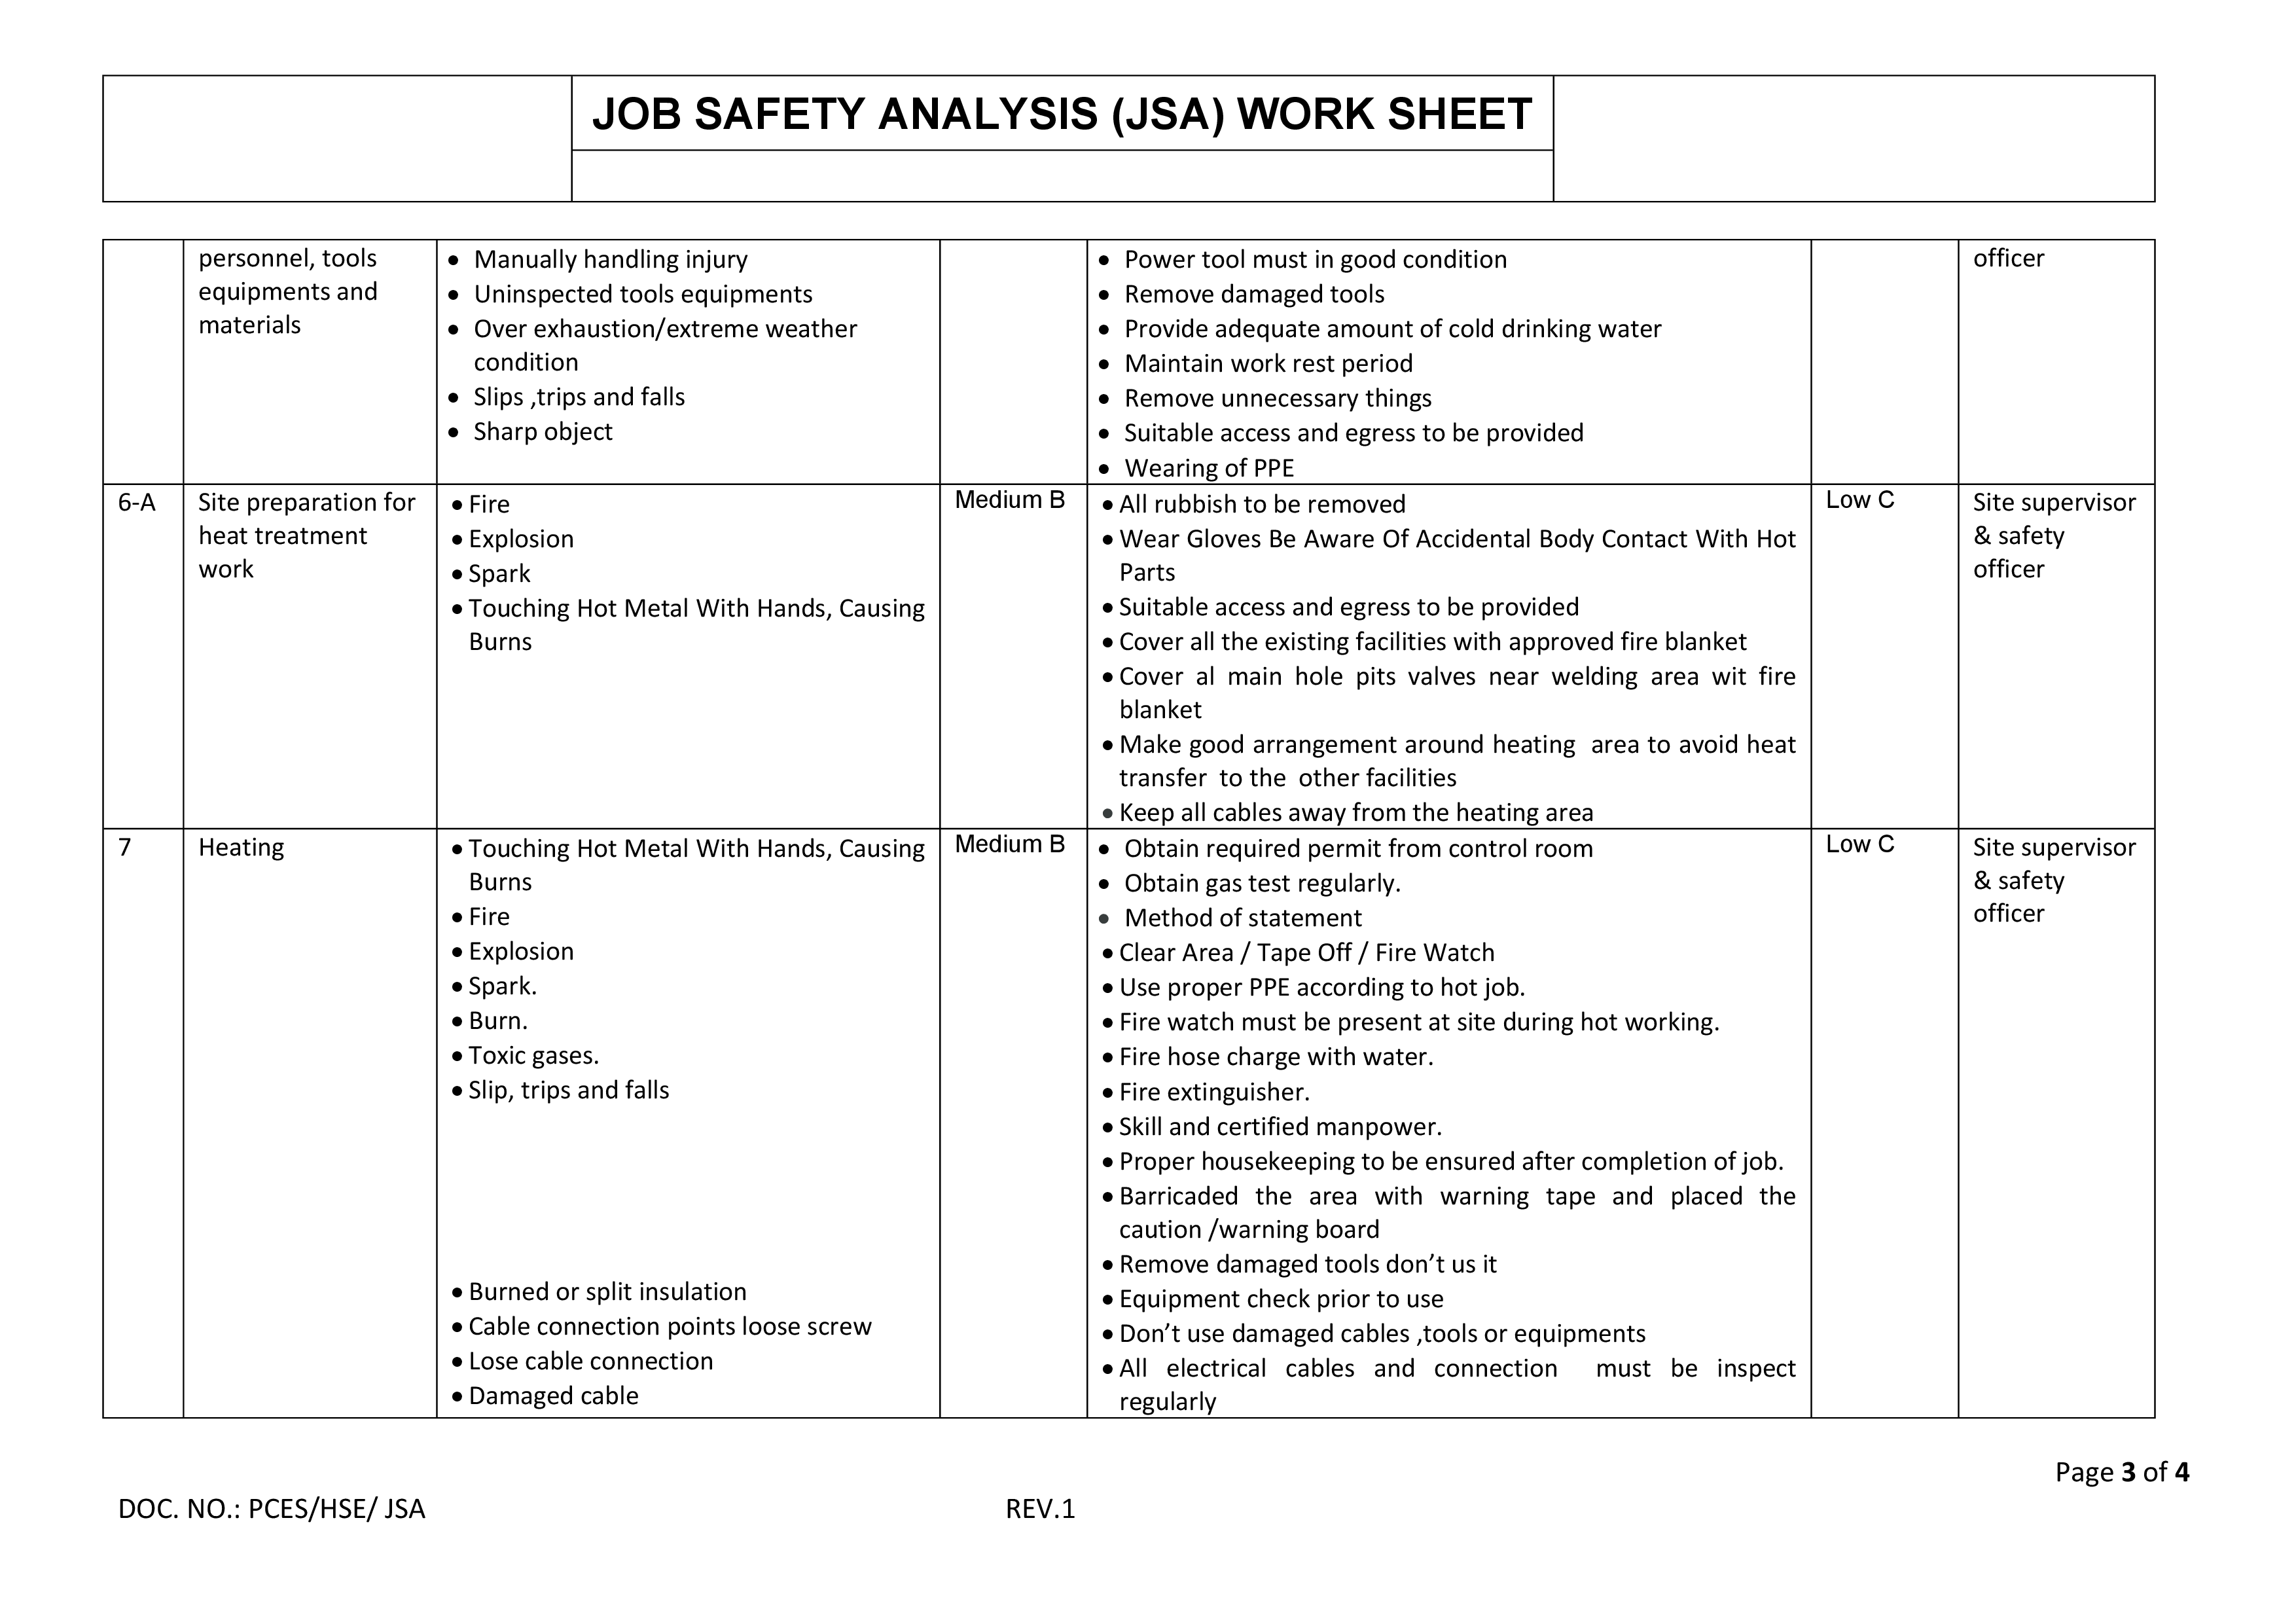 JOB SAFETY ANALYSIS (JSA) WORK SHEET
personnel, tools
equipments and
materials
• Manually handling injury
• Uninspected tools equipments
• Over exhaustion/extreme weather
condition
• Slips ,trips and falls
• Sharp object
• Power tool must in good condition
• Remove damaged tools
• Provide adequate amount of cold drinking water
• Maintain work rest period
• Remove unnecessary things
• Suitable access and egress to be provided
• Wearing of PPE
officer
6-A
Site preparation for
heat treatment
work
• Fire
• Explosion
• Spark
• Touching Hot Metal With Hands, Causing
Burns
Medium B
• All rubbish to be removed
• Wear Gloves Be Aware Of Accidental Body Contact With Hot
Parts
• Suitable access and egress to be provided
• Cover all the existing facilities with approved fire blanket
• Cover al main hole pits valves near welding area wit fire
blanket
• Make good arrangement around heating area to avoid heat
transfer to the other facilities
• Keep all cables away from the heating area
Low C
Site supervisor
& safety
officer
7
Heating
• Touching Hot Metal With Hands, Causing
Burns
• Fire
• Explosion
• Spark.
• Burn.
• Toxic gases.
• Slip, trips and falls
• Burned or split insulation
• Cable connection points loose screw
• Lose cable connection
• Damaged cable
Medium B
• Obtain required permit from control room
• Obtain gas test regularly.
• Method of statement
• Clear Area / Tape Off / Fire Watch
• Use proper PPE according to hot job.
• Fire watch must be present at site during hot working.
• Fire hose charge with water.
• Fire extinguisher.
• Skill and certified manpower.
• Proper housekeeping to be ensured after completion of job.
• Barricaded the area with warning tape and placed the
caution /warning board
• Remove damaged tools don’t us it
• Equipment check prior to use
• Don’t use damaged cables ,tools or equipments
• All electrical cables and connection must be inspect
regularly
Low C
Site supervisor
& safety
officer
Page 3 of 4
DOC. NO.: PCES/HSE/ JSA
REV.1